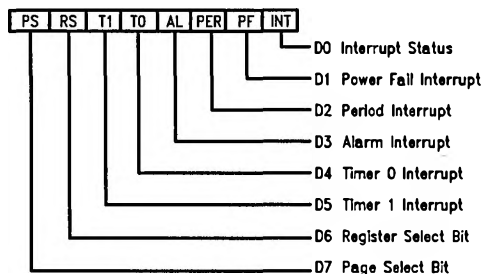 PS RS T1 T0 AL PER PF INT
D0 Interrupt Status
D1 Power Fail Interrupt
D2 Period Interrupt
D3 Alarm Interrupt
D4 Timer 0 Interrupt
D5 Timer 1 Interrupt
D6 Register Select Bit
D7 Page Select Bit